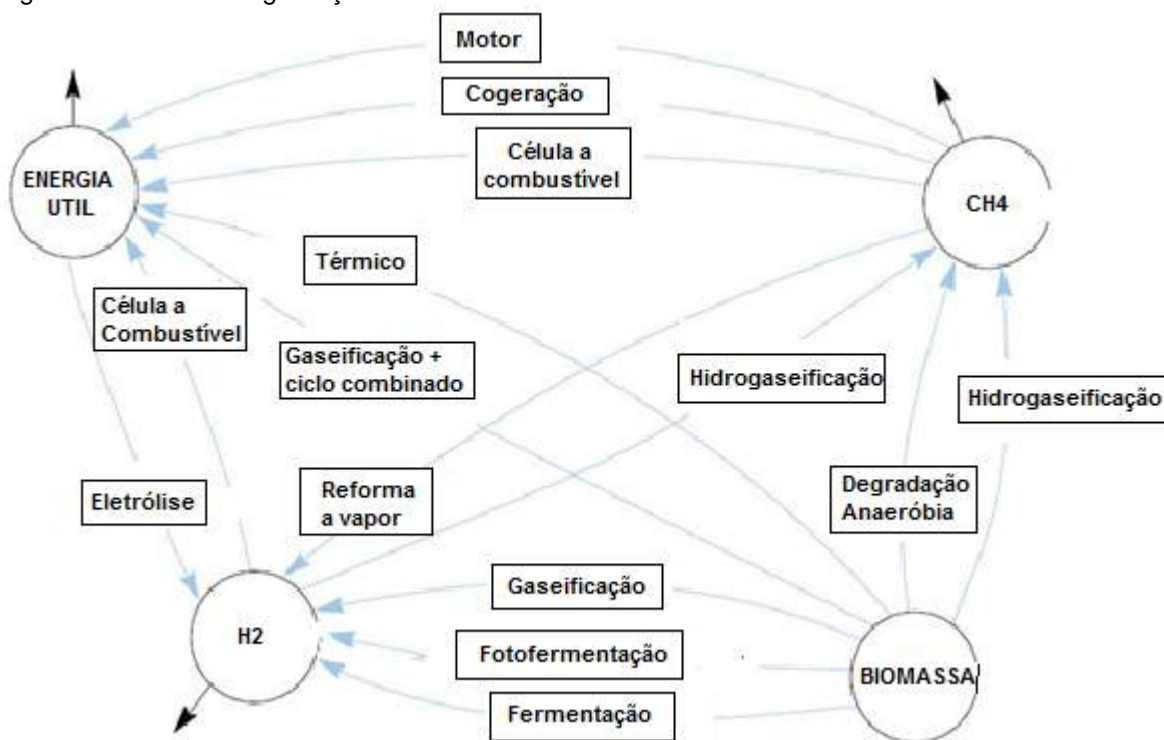 Motor
Cogeração
Célula a
combustível
ENERGIA
UTIL
CH4
Térmico
Célula a
Combustível
Gaseificação +
ciclo combinado
Hidrogaseificação
Hidrogaseificação
Eletrólise
Reforma
a vapor
Degradação
Anaeróbia
Gaseificação
H2
Fotofermentação
BIOMASSA
Fermentação